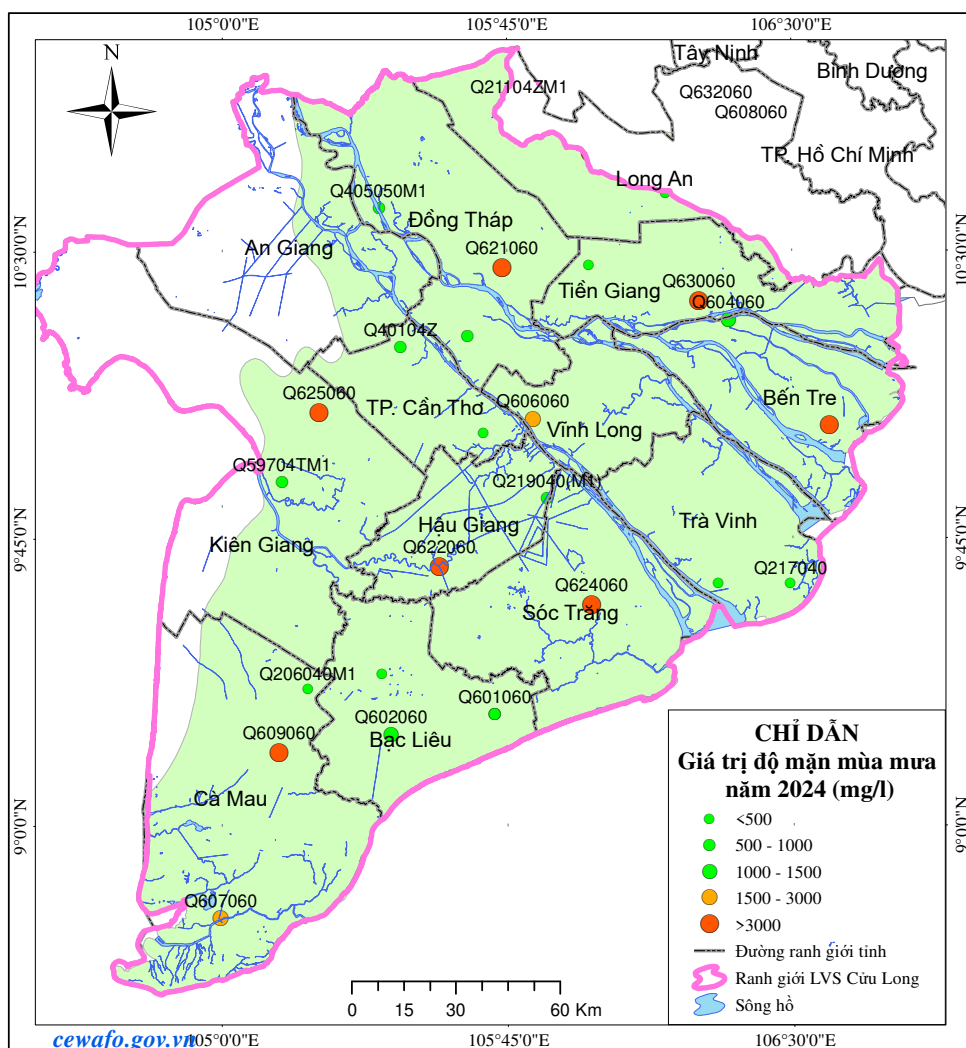 105°0'0"E
105°45'0"E
106°30'0"E
N
Tây Ninh
Bình Dương
Q21104ZM1
Q632060
Q608060
TP. Hồ Chí Minh
Long An
Q405050M1
Đồng Tháp
An Giang
Q621060
10°30'0"N
10°30'0"N
Tiền Giang
Q630060
Q604060
Q40104Z
Q625060
TP. Cần Thơ
Q606060
Vĩnh Long
Bến Tre
Q59704TM1
Q219040(M1)
Hậu Giang
Trà Vinh
Kiên Giang
9°45'0"N
9°45'0"N
Q622060
Q217040
Q624060
Sóc Trăng
Q206040M1
Q601060
Q602060
Bạc Liêu
Q609060
Cà Mau
9°0'0"N
9°0'0"N
Q607060
CHỈ DẪN
Giá trị độ mặn mùa mưa
năm 2024 (mg/l)
<500
500 - 1000
1000 - 1500
1500 - 3000
>3000
Đường ranh giới tỉnh
Ranh giới LVS Cửu Long
Sông hồ
0 15 30 60 Km
cewafo.gov.vn
105°0'0"E
105°45'0"E
106°30'0"E